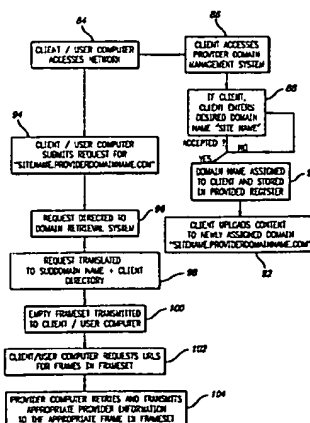 84
CLIENT / USER COMPUTER
ACCESSES
NETWORK
86
CLIENT ACCESSES
PROVIDER DOMAIN
MANAGEMENT SYSTEM
88
IF CLIENT,
CLIENT ENTERS
DESIRED DOMAIN
NAME "SITE NAME"
ACCEPTED ?
NO
YES
DOMAIN NAME ASSIGNED
TO CLIENT AND STORED
IN PROVIDED REGISTER
CLIENT UPLOADS CONTENT
TO NEWLY ASSIGNED DOMAIN
"SITENAME.PROVIDERDOMAINNAME.COM"
92
94
CLIENT / USER COMPUTER
SUBMITS REQUEST FOR
"SITENAME.PROVIDERDOMAINNAME.COM"
96
REQUEST DIRECTED TO
DOMAIN RETRIEVAL SYSTEM
REQUEST TRANSLATED
TO SUBDOMAIN NAME + CLIENT
DIRECTORY
98
100
EMPTY FRAMESET TRANSMITTED
TO CLIENT / USER COMPUTER
102
CLIENT/USER COMPUTER REQUESTS URLS
FOR FRAMES IN FRAMESET
104
PROVIDER COMPUTER RETRIES AND TRANSMITS
APPROPRIATE PROVIDER INFORMATION
TO THE APPROPRIATE FRAME IN FRAMESET